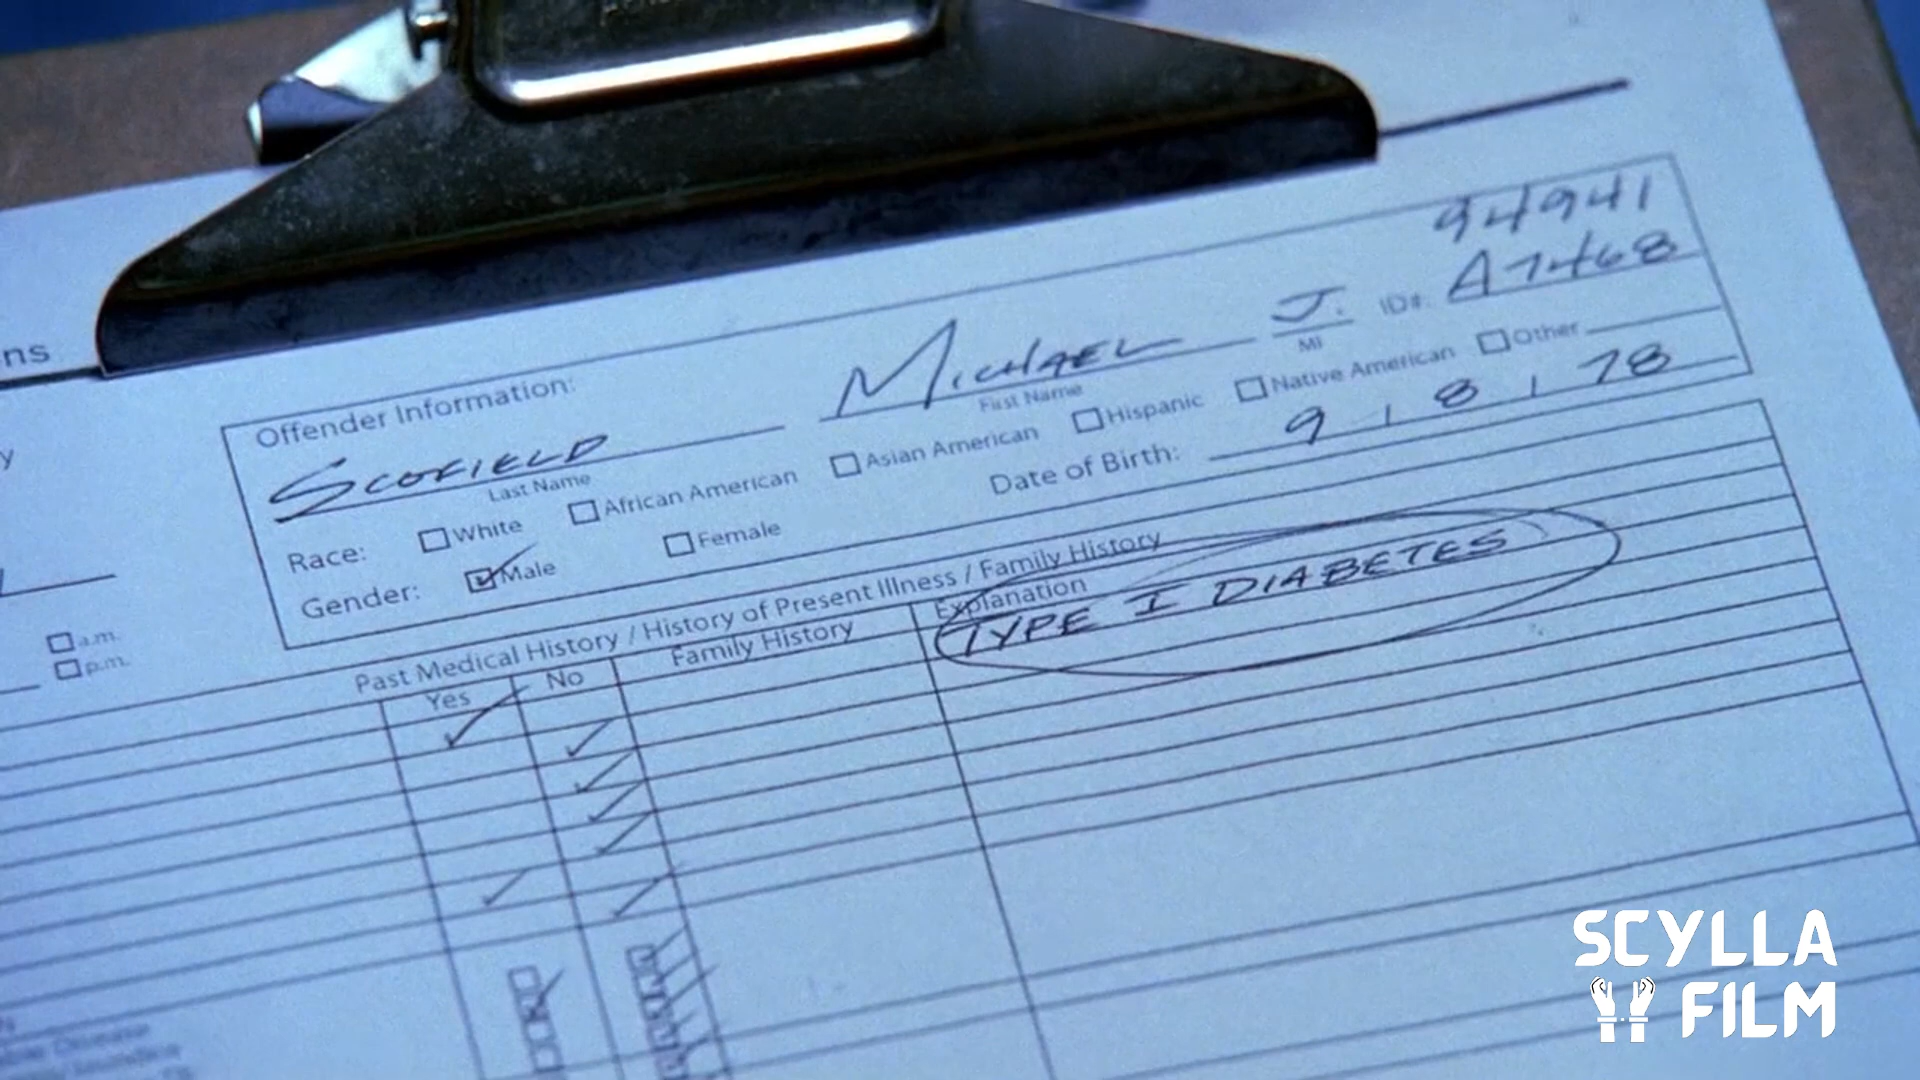 ns
94941
Offender Information:
SCOFIELD MICHAEL J. ID#: A7468
Last Name First Name MI
Race: White African American Asian American Hispanic Native American Other
Gender: Male Female Date of Birth: 9 / 8 / 78
a.m.
p.m.
Past Medical History / History of Present Illness / Family History
Yes No Family History Explanation
TYPE I DIABETES
SCYLLA
FILM